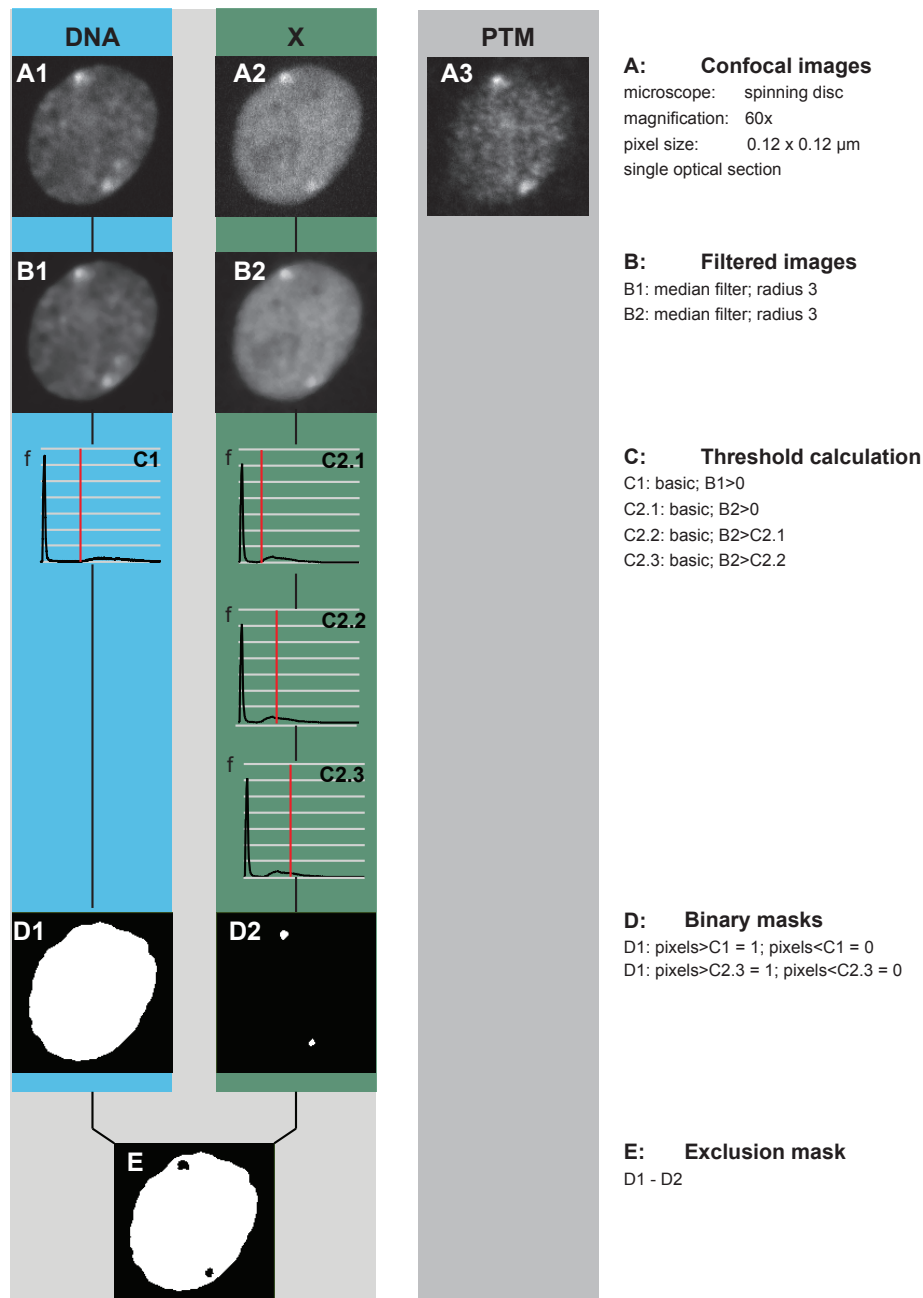 DNA
X
PTM
A1
A2
A3
A: Confocal images
microscope: spinning disc
magnification: 60x
pixel size: 0.12 x 0.12 µm
single optical section
B1
B2
B: Filtered images
B1: median filter; radius 3
B2: median filter; radius 3
f
C1
f
C2.1
C: Threshold calculation
C1: basic; B1>0
C2.1: basic; B2>0
C2.2: basic; B2>C2.1
C2.3: basic; B2>C2.2
f
C2.2
f
C2.3
D1
D2
D: Binary masks
D1: pixels>C1 = 1; pixels<C1 = 0
D1: pixels>C2.3 = 1; pixels<C2.3 = 0
E
E: Exclusion mask
D1 - D2